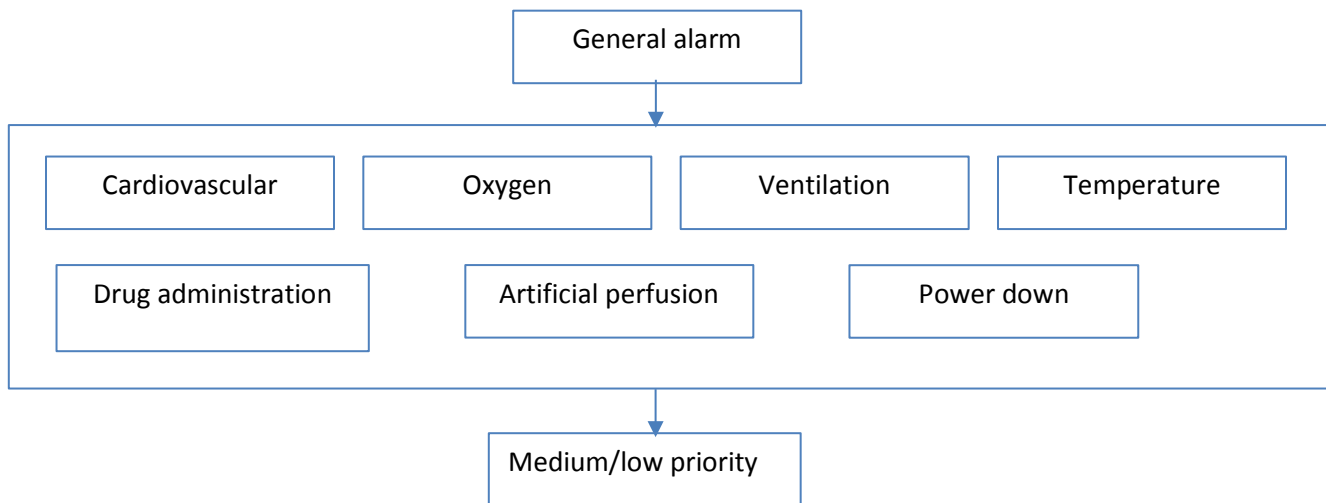 General alarm
Cardiovascular
Oxygen
Ventilation
Temperature
Drug administration
Artificial perfusion
Power down
Medium/low priority